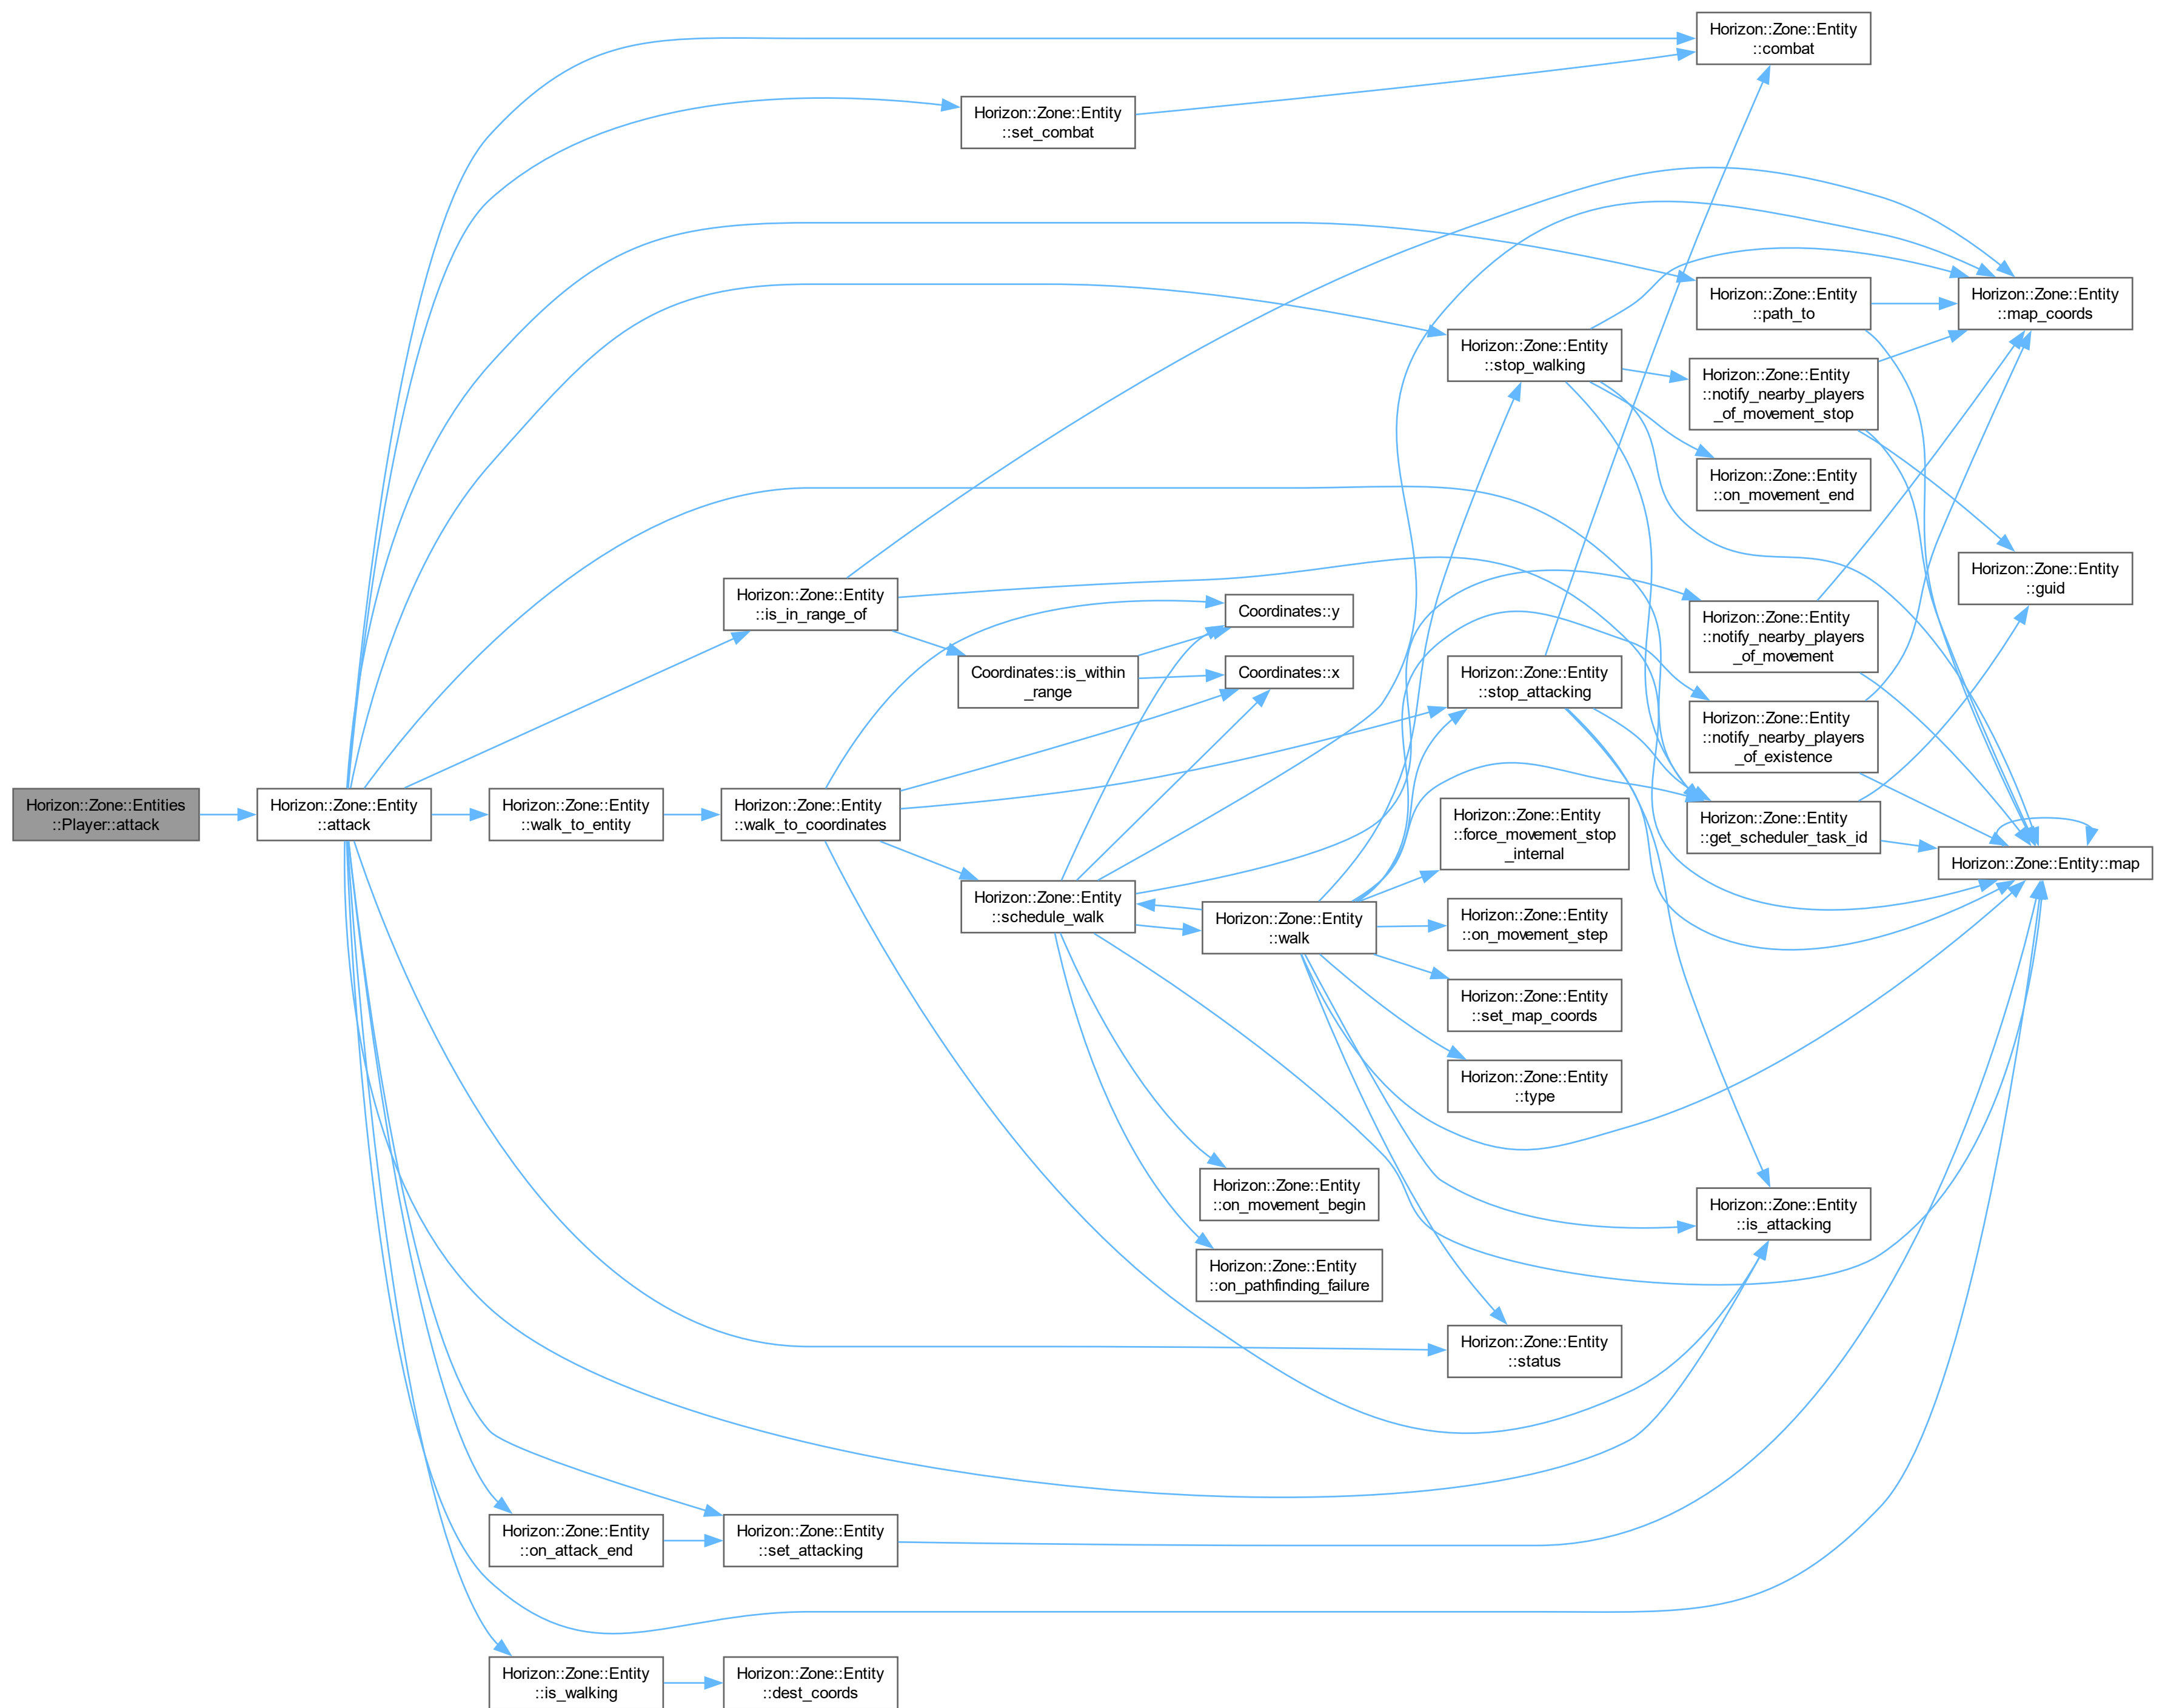 Horizon::Zone::Entities
::Player::attack
Horizon::Zone::Entity
::attack
Horizon::Zone::Entity
::combat
Horizon::Zone::Entity
::set_combat
Horizon::Zone::Entity
::path_to
Horizon::Zone::Entity
::map_coords
Horizon::Zone::Entity
::stop_walking
Horizon::Zone::Entity
::notify_nearby_players
_of_movement_stop
Horizon::Zone::Entity
::on_movement_end
Horizon::Zone::Entity
::guid
Horizon::Zone::Entity
::is_in_range_of
Coordinates::y
Horizon::Zone::Entity
::notify_nearby_players
_of_movement
Coordinates::is_within
_range
Coordinates::x
Horizon::Zone::Entity
::stop_attacking
Horizon::Zone::Entity
::notify_nearby_players
_of_existence
Horizon::Zone::Entity
::walk_to_entity
Horizon::Zone::Entity
::walk_to_coordinates
Horizon::Zone::Entity
::force_movement_stop
_internal
Horizon::Zone::Entity
::get_scheduler_task_id
Horizon::Zone::Entity::map
Horizon::Zone::Entity
::schedule_walk
Horizon::Zone::Entity
::walk
Horizon::Zone::Entity
::on_movement_step
Horizon::Zone::Entity
::set_map_coords
Horizon::Zone::Entity
::type
Horizon::Zone::Entity
::on_movement_begin
Horizon::Zone::Entity
::is_attacking
Horizon::Zone::Entity
::on_pathfinding_failure
Horizon::Zone::Entity
::status
Horizon::Zone::Entity
::on_attack_end
Horizon::Zone::Entity
::set_attacking
Horizon::Zone::Entity
::is_walking
Horizon::Zone::Entity
::dest_coords